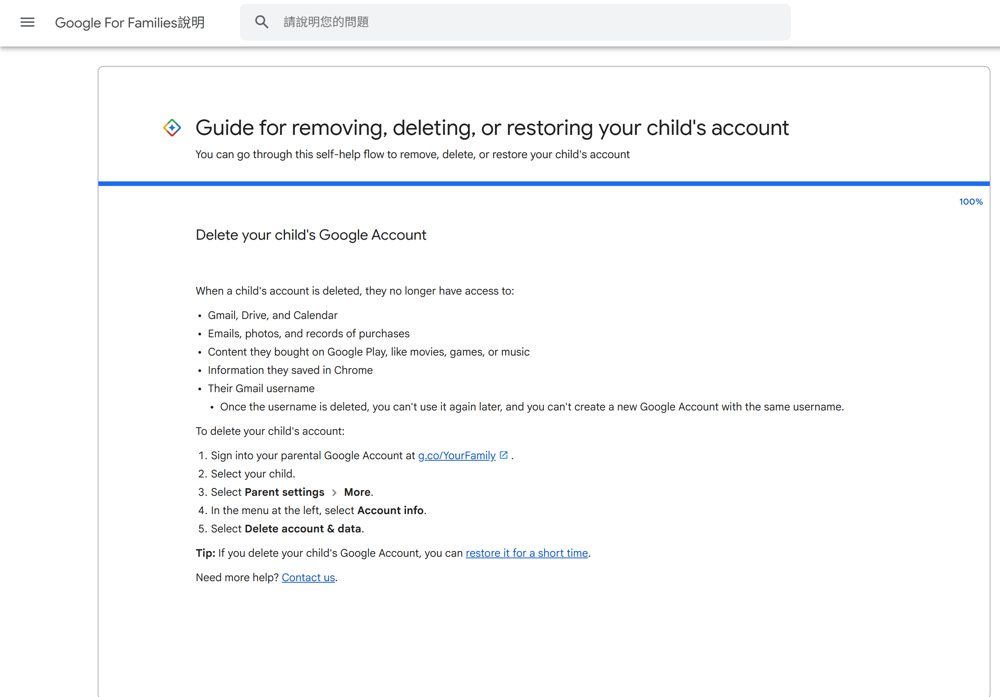 Google For Families說明
請說明您的問題
Guide for removing, deleting, or restoring your child's account
You can go through this self-help flow to remove, delete, or restore your child's account
100%
Delete your child's Google Account
When a child's account is deleted, they no longer have access to:
• Gmail, Drive, and Calendar
• Emails, photos, and records of purchases
• Content they bought on Google Play, like movies, games, or music
• Information they saved in Chrome
• Their Gmail username
• Once the username is deleted, you can't use it again later, and you can't create a new Google Account with the same username.
To delete your child's account:
1. Sign into your parental Google Account at g.co/YourFamily .
2. Select your child.
3. Select Parent settings > More.
4. In the menu at the left, select Account info.
5. Select Delete account & data.
Tip: If you delete your child's Google Account, you can restore it for a short time.
Need more help? Contact us.